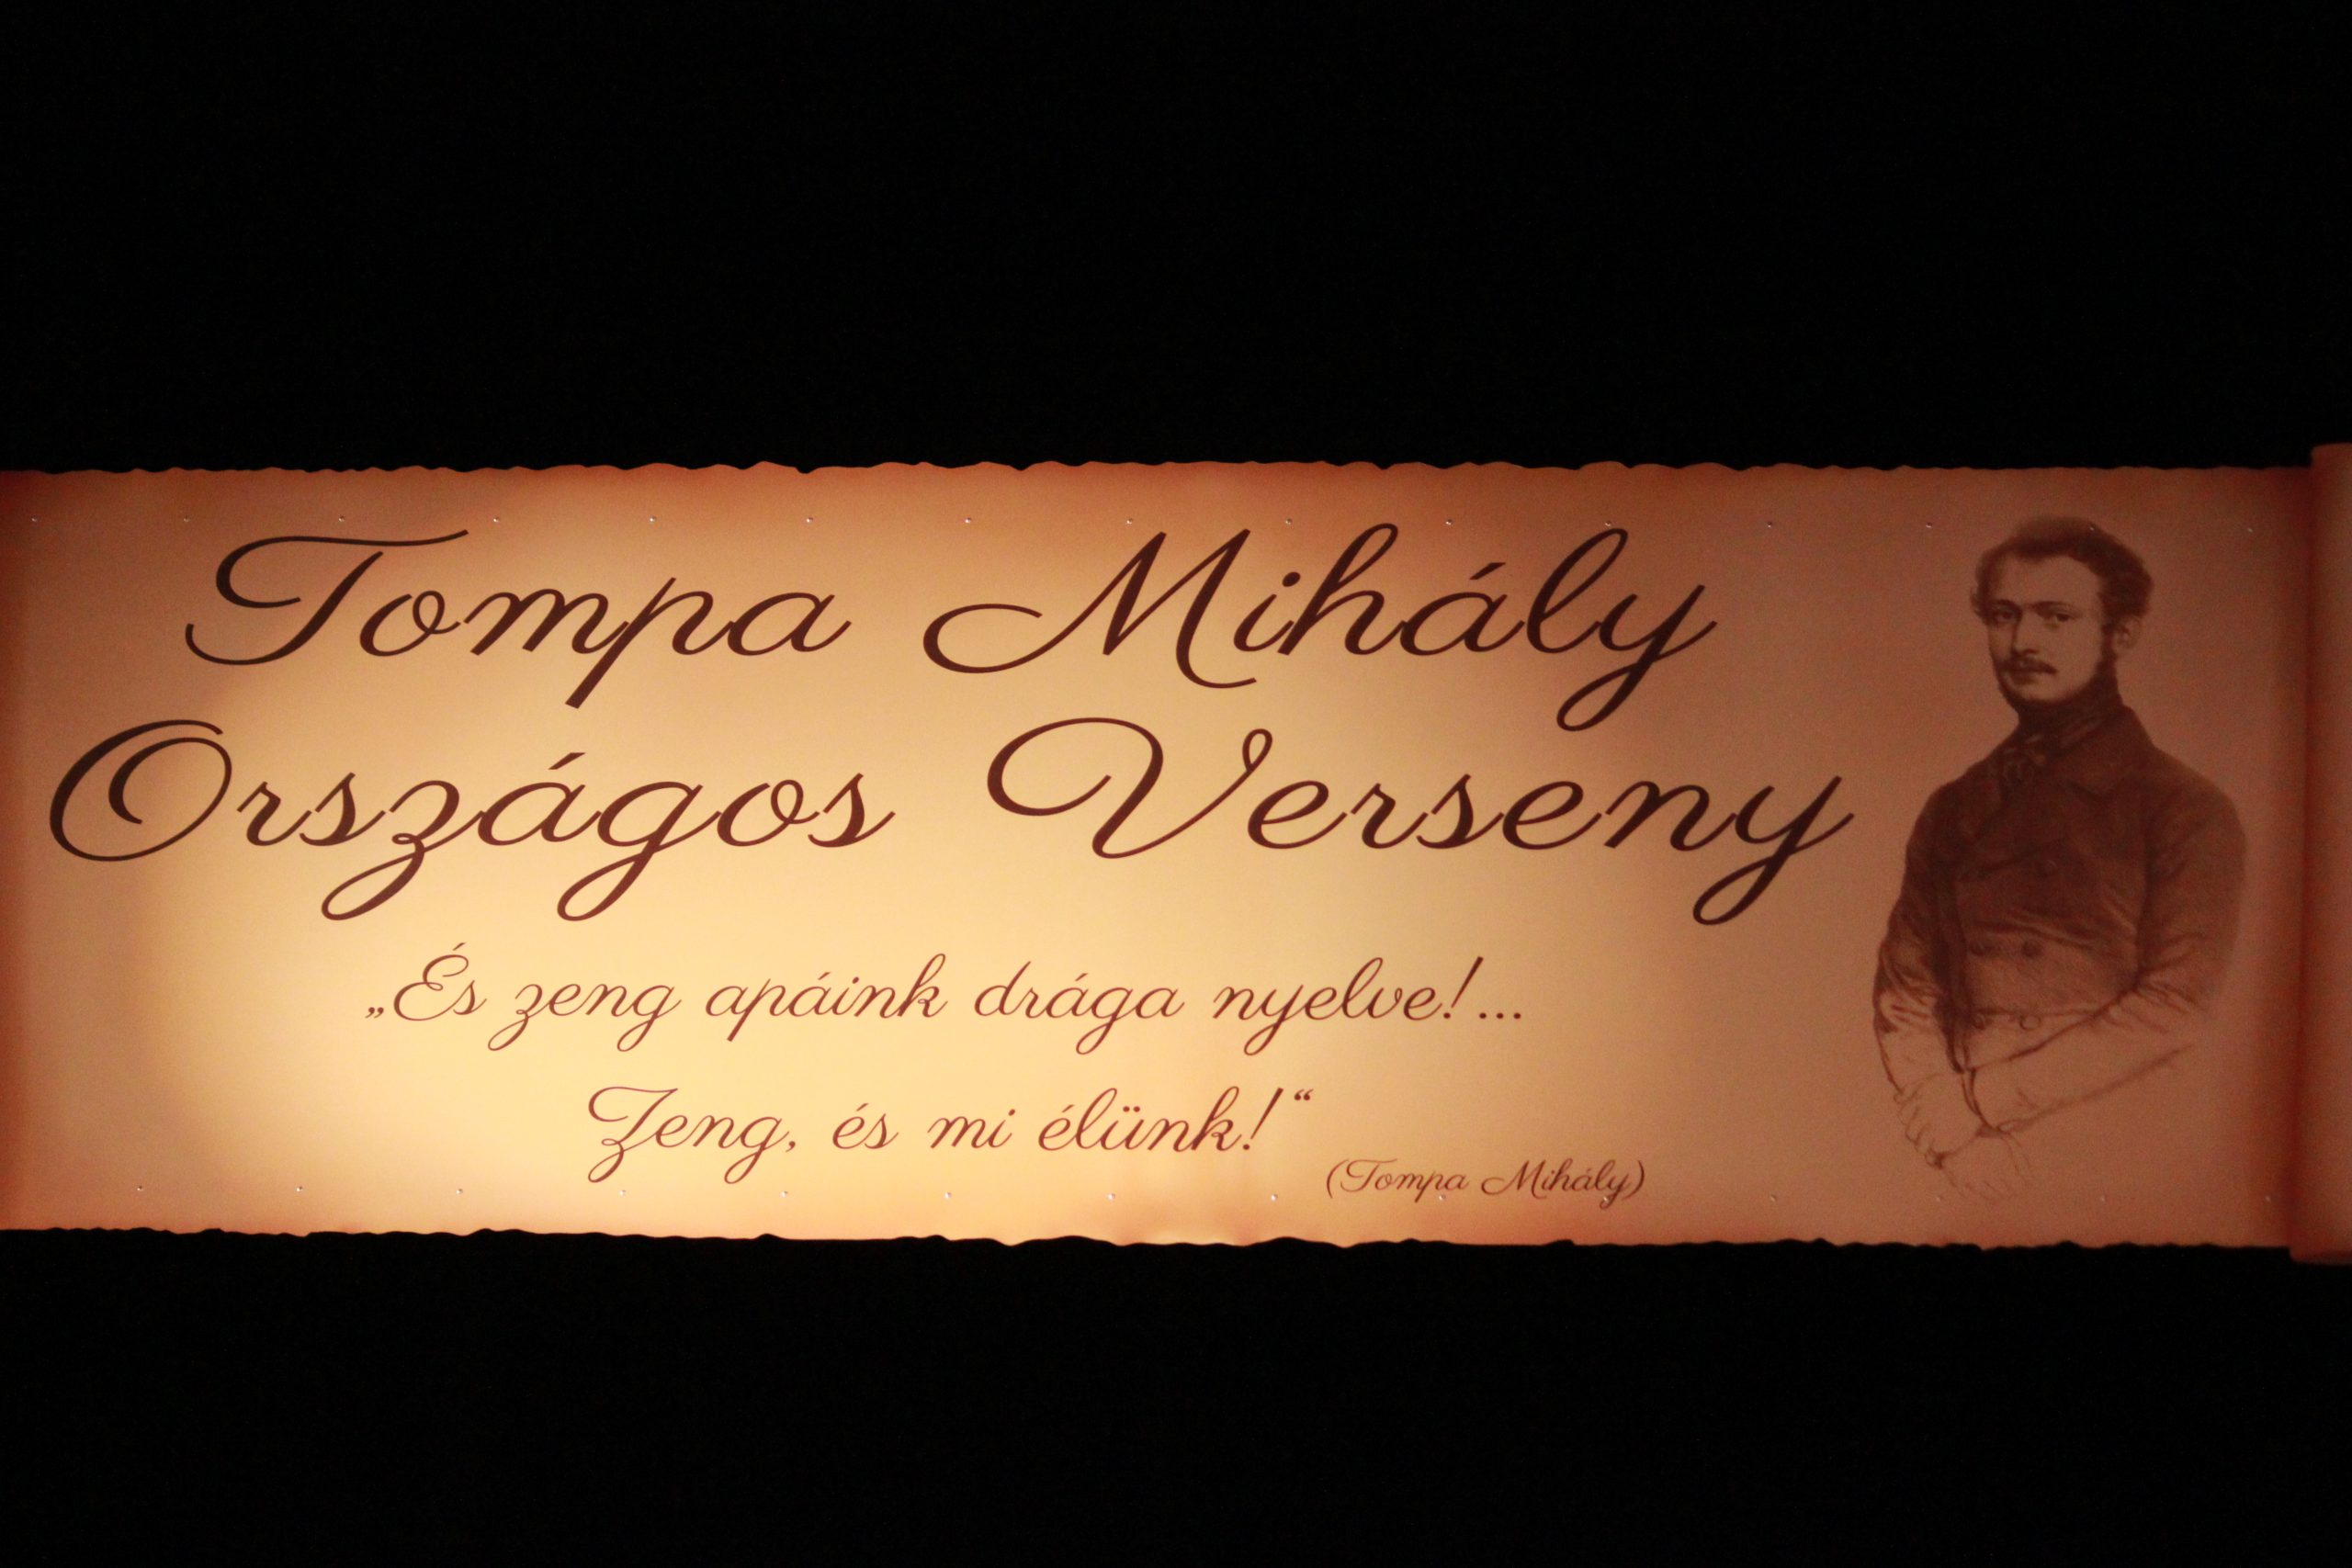 Tompa Mihály
Országos Verseny
„És zeng apáink drága nyelve!...
Zeng, és mi élünk!“
(Tompa Mihály)